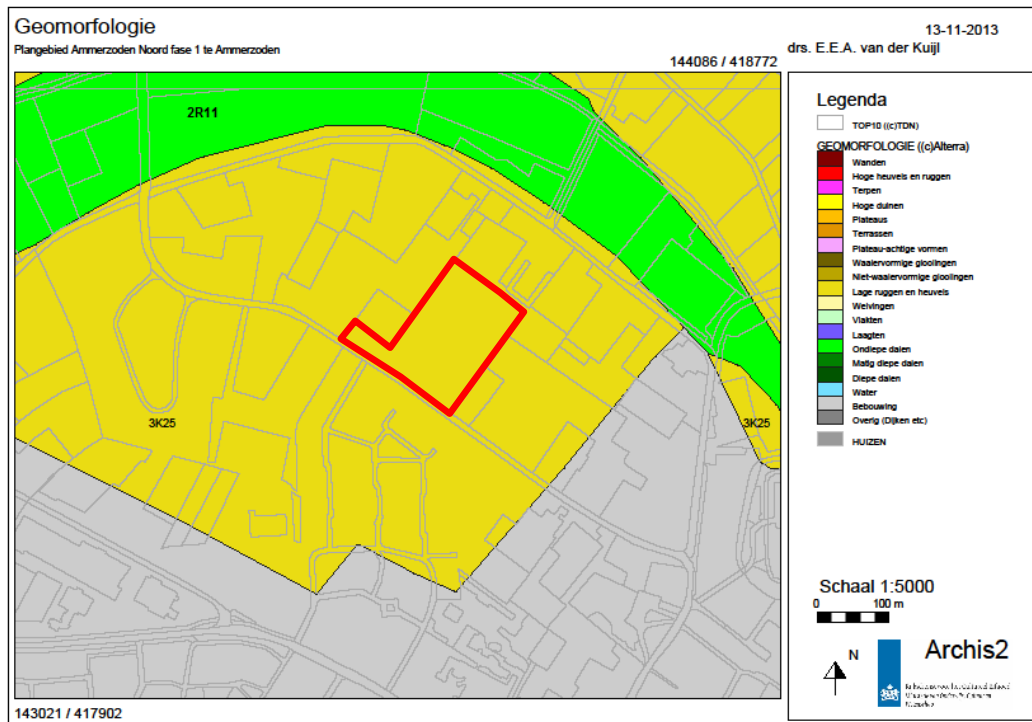 Geomorfologie
13-11-2013
Plangebied Ammerzoden Noord fase 1 te Ammerzoden
drs. E.E.A. van der Kuijl
144086 / 418772
2R11
3K25
3K25
143021 / 417902
Legenda
TOP10 ((c)TDN)
GEOMORFOLOGIE ((c)Alterra)
Wanden
Hoge heuvels en ruggen
Terpen
Hoge duinen
Plateaus
Terrassen
Plateau-achtige vormen
Waaiervormige glooiingen
Niet-waaiervormige glooiingen
Lage ruggen en heuvels
Welvingen
Vlakten
Laagten
Ondiepe dalen
Matig diepe dalen
Diepe dalen
Water
Bebouwing
Overig (Dijken etc)
HUIZEN
Schaal 1:5000
0 100 m
N
Archis2